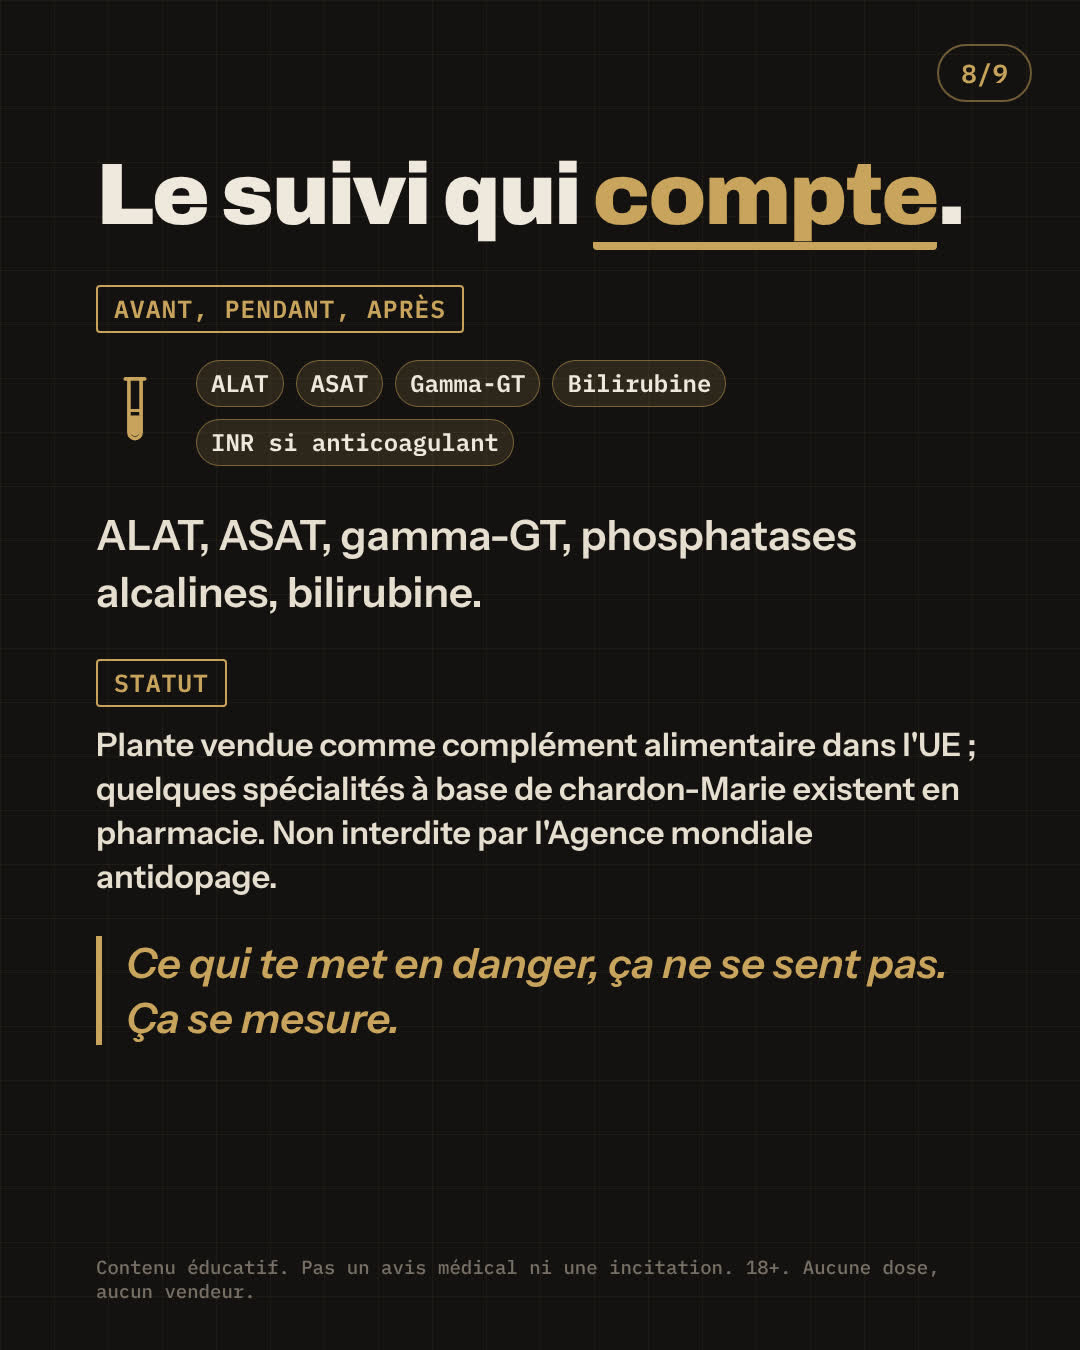 8/9
Le suivi qui compte.
AVANT, PENDANT, APRÈS
ALAT ASAT Gamma-GT Bilirubine
INR si anticoagulant
ALAT, ASAT, gamma-GT, phosphatases
alcalines, bilirubine.
STATUT
Plante vendue comme complément alimentaire dans l'UE ;
quelques spécialités à base de chardon-Marie existent en
pharmacie. Non interdite par l'Agence mondiale
antidopage.
Ce qui te met en danger, ça ne se sent pas.
Ça se mesure.
Contenu éducatif. Pas un avis médical ni une incitation. 18+. Aucune dose,
aucun vendeur.